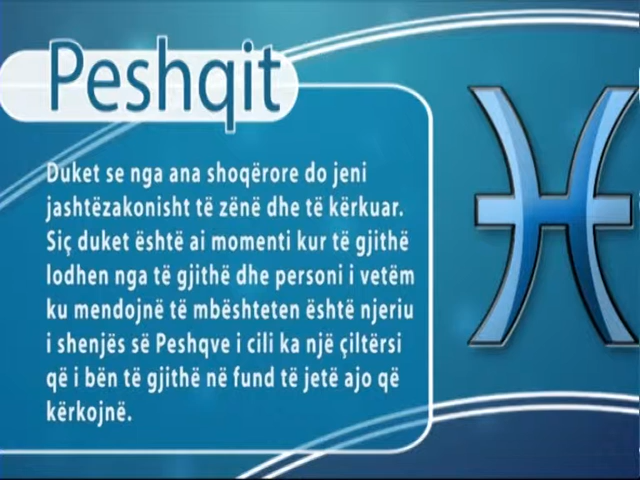 Peshqit
Duket se nga ana shoqërore do jeni
jashtëzakonisht të zënë dhe të kërkuar.
Siç duket është ai momenti kur të gjithë
lodhen nga të gjithë dhe personi i vetëm
ku mendojnë të mbështeten është njeriu
i shenjës së Peshqve i cili ka një çiltërsi
që i bën të gjithë në fund të jetë ajo që
kërkojnë.